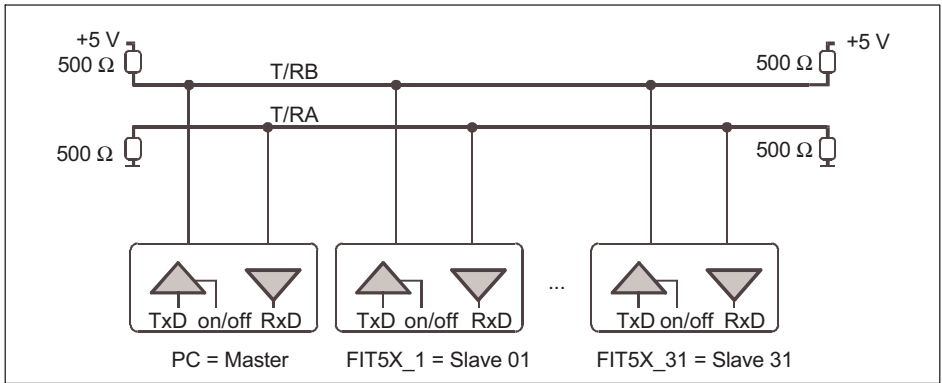 +5 V
+5 V
500 Ω
500 Ω
T/RB
T/RA
500 Ω
500 Ω
...
TxD on/off RxD
TxD on/off RxD
TxD on/off RxD
PC = Master
FIT5X_1 = Slave 01
FIT5X_31 = Slave 31